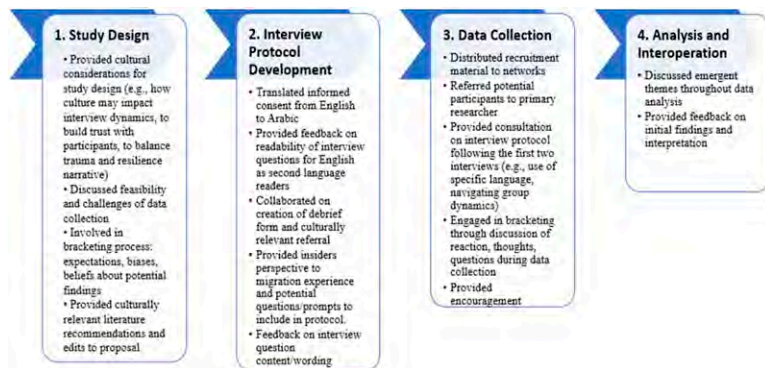 1. Study Design
• Provided cultural
considerations for
study design (e.g., how
culture may impact
interview dynamics, to
build trust with
participants, to balance
trauma and resilience
narrative)
• Discussed feasibility
and challenges of data
collection
• Involved in
bracketing process:
expectations, biases,
beliefs about potential
findings
• Provided culturally
relevant literature
recommendations and
edits to proposal
2. Interview
Protocol
Development
• Translated informed
consent from English
to Arabic
• Provided feedback on
readability of interview
questions for English
as second language
readers
• Collaborated on
creation of debrief
form and culturally
relevant referral
• Provided insiders
perspective to
migration experience
and potential
questions/prompts to
include in protocol.
• Feedback on interview
question
content/wording
3. Data Collection
• Distributed recruitment
material to networks
• Referred potential
participants to primary
researcher
• Provided consultation
on interview protocol
following the first two
interviews (e.g., use of
specific language,
navigating group
dynamics)
• Engaged in bracketing
through discussion of
reaction, thoughts,
questions during data
collection
• Provided
encouragement
4. Analysis and
Interoperation
• Discussed emergent
themes throughout data
analysis
• Provided feedback on
initial findings and
interpretation